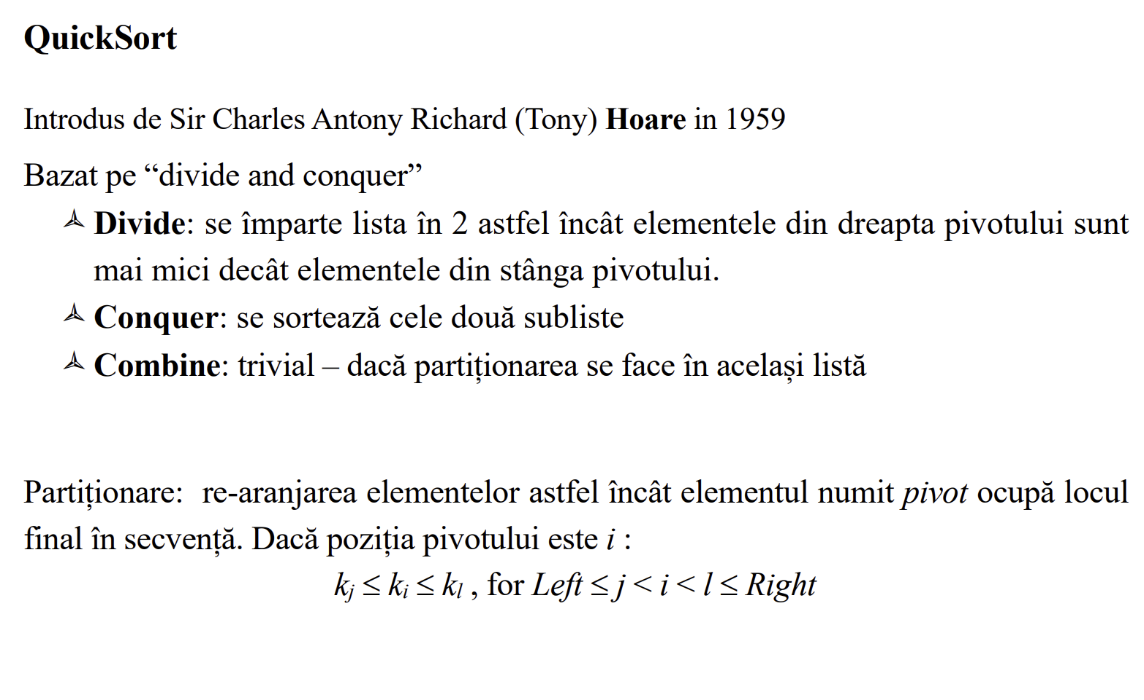 QuickSort
Introdus de Sir Charles Antony Richard (Tony) Hoare in 1959
Bazat pe “divide and conquer”
Divide: se împarte lista în 2 astfel încât elementele din dreapta pivotului sunt
mai mici decât elementele din stânga pivotului.
Conquer: se sortează cele două subliste
Combine: trivial – dacă partiționarea se face în același listă
Partiționare: re-aranjarea elementelor astfel încât elementul numit pivot ocupă locul
final în secvență. Dacă poziția pivotului este i :
kj ≤ ki ≤ kl , for Left ≤ j < i < l ≤ Right